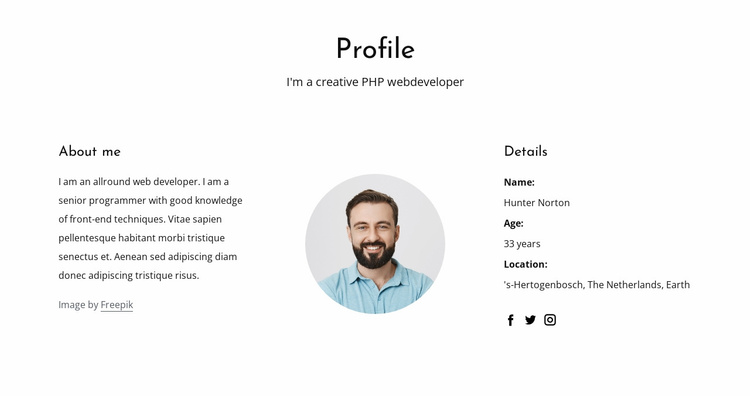 Profile
I'm a creative PHP webdeveloper
About me
I am an allround web developer. I am a
senior programmer with good knowledge
of front-end techniques. Vitae sapien
pellentesque habitant morbi tristique
senectus et. Aenean sed adipiscing diam
donec adipiscing tristique risus.
Image by Freepik
Details
Name:
Hunter Norton
Age:
33 years
Location:
's-Hertogenbosch, The Netherlands, Earth